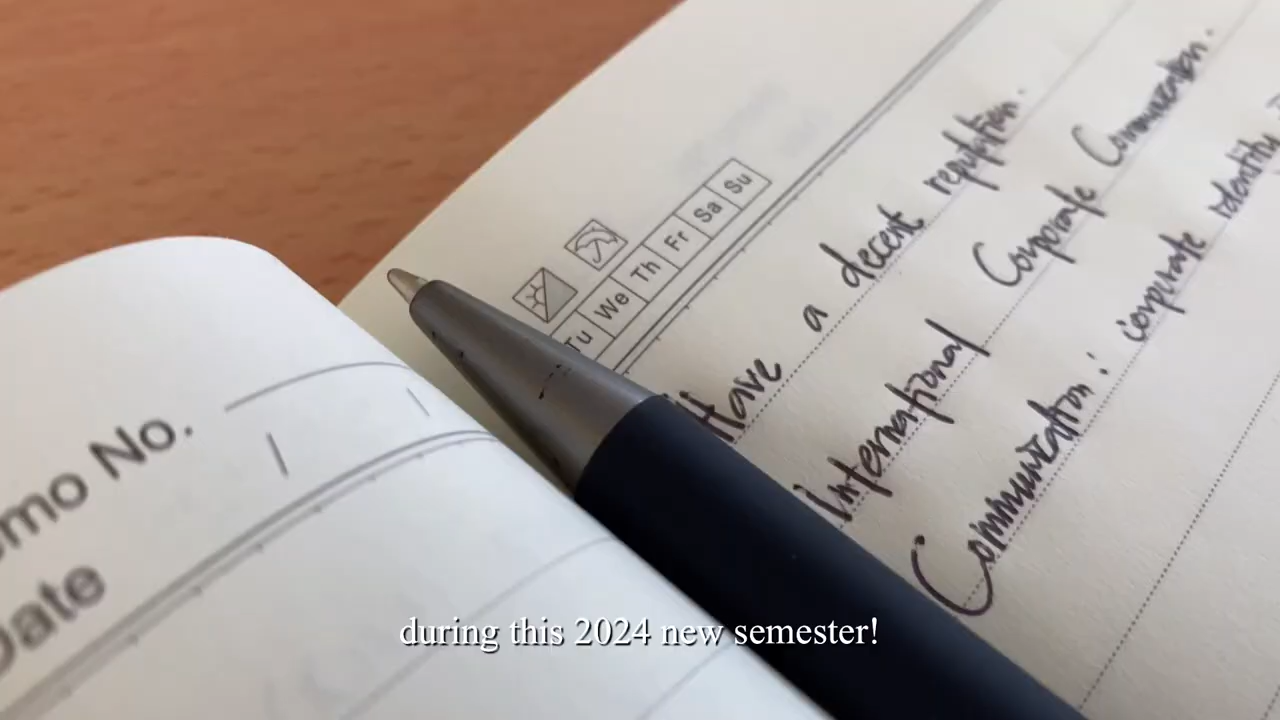 Tu We Th Fr Sa Su
Have a decent reputation.
International Corporate Communication.
Communication: corporate identity
Memo No.
Date
during this 2024 new semester!